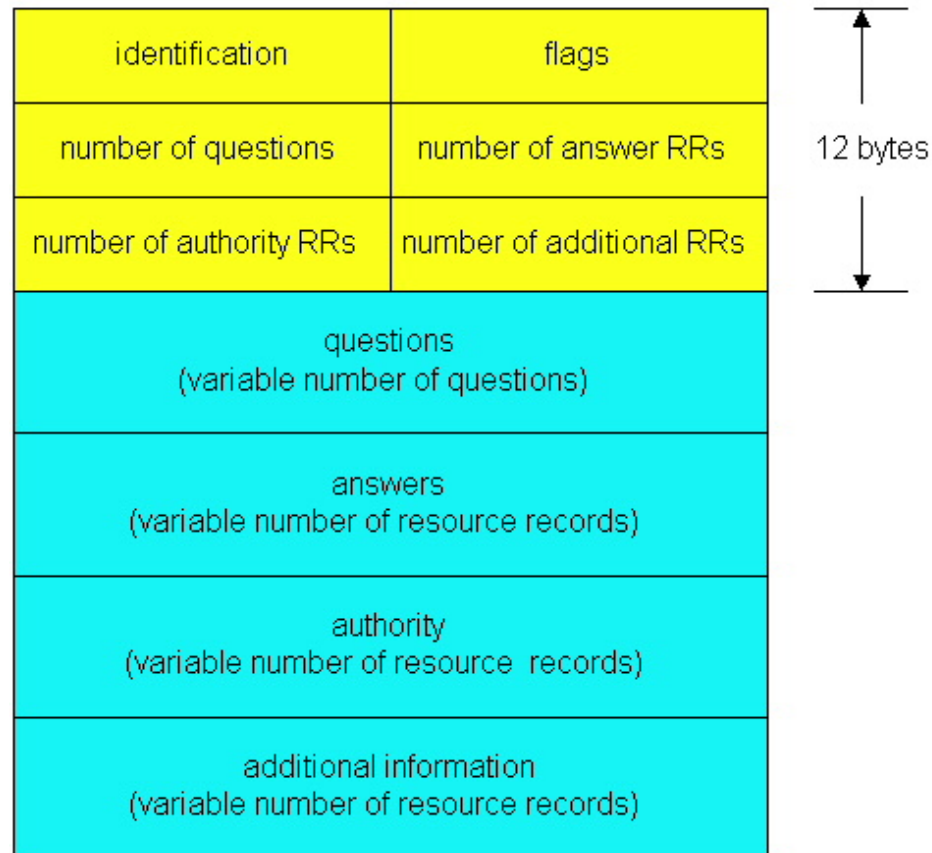 identification
flags
number of questions
number of answer RRs
12 bytes
number of authority RRs
number of additional RRs
questions
(variable number of questions)
answers
(variable number of resource records)
authority
(variable number of resource records)
additional information
(variable number of resource records)